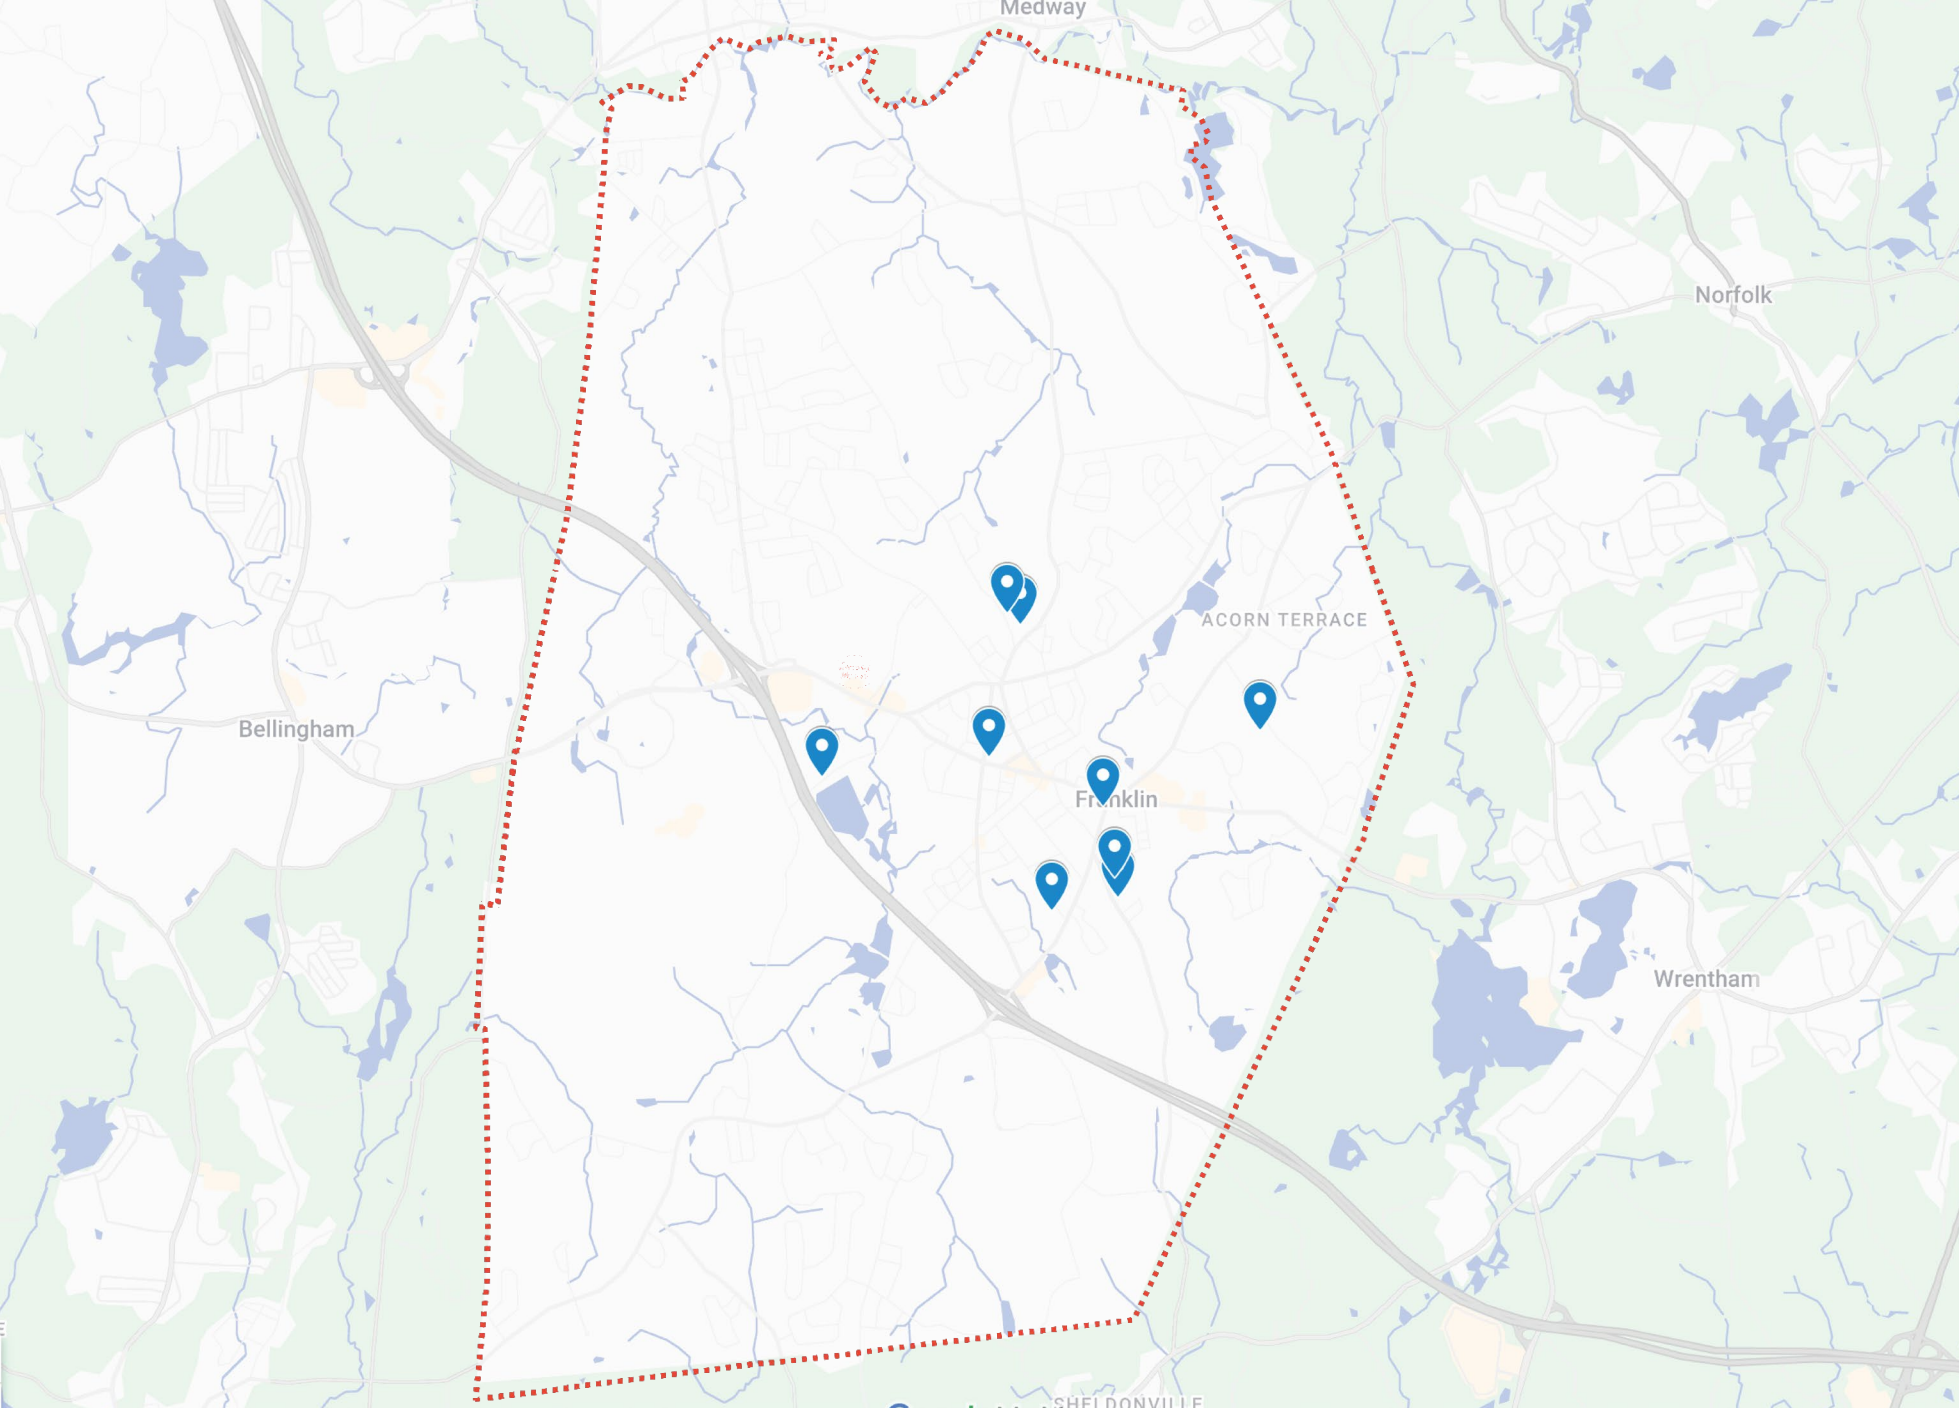 Medway
Norfolk
ACORN TERRACE
Bellingham
Franklin
Wrentham
SHELDONVILLE